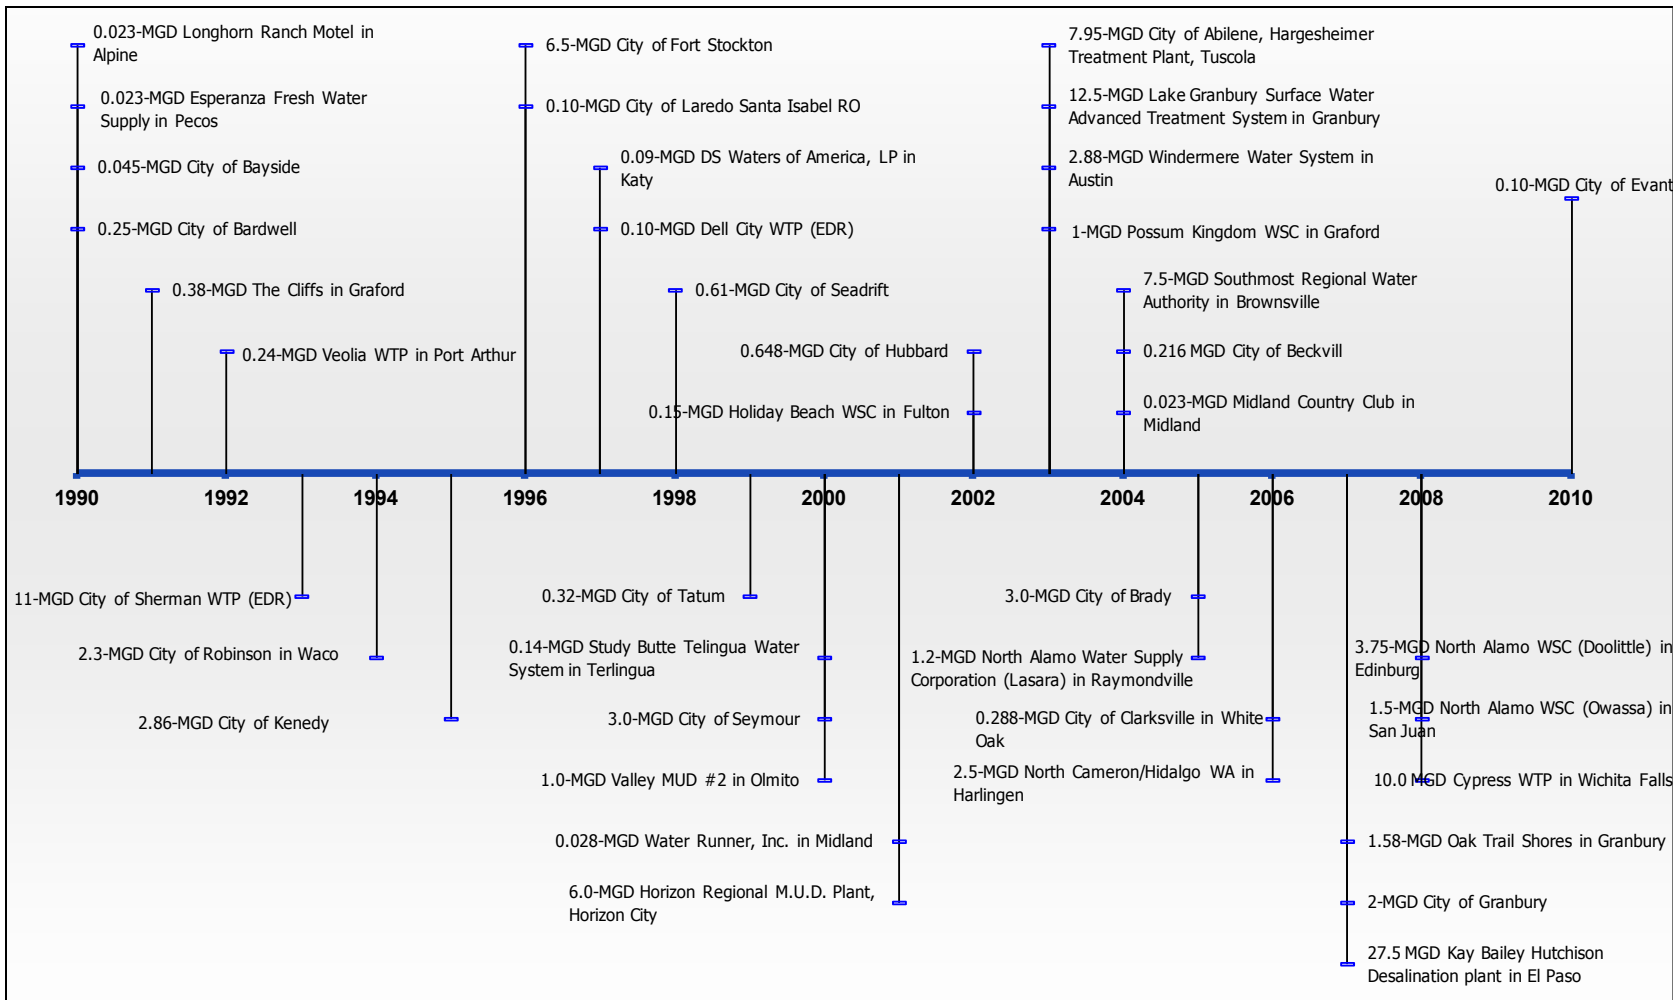 0.023-MGD Longhorn Ranch Motel in
Alpine
0.023-MGD Esperanza Fresh Water
Supply in Pecos
0.045-MGD City of Bayside
0.25-MGD City of Bardwell
0.38-MGD The Cliffs in Graford
0.24-MGD Veolia WTP in Port Arthur
6.5-MGD City of Fort Stockton
0.10-MGD City of Laredo Santa Isabel RO
0.09-MGD DS Waters of America, LP in
Katy
0.10-MGD Dell City WTP (EDR)
0.61-MGD City of Seadrift
0.648-MGD City of Hubbard
0.15-MGD Holiday Beach WSC in Fulton
7.95-MGD City of Abilene, Hargesheimer
Treatment Plant, Tuscola
12.5-MGD Lake Granbury Surface Water
Advanced Treatment System in Granbury
2.88-MGD Windermere Water System in
Austin
1-MGD Possum Kingdom WSC in Graford
7.5-MGD Southmost Regional Water
Authority in Brownsville
0.216 MGD City of Beckvill
0.023-MGD Midland Country Club in
Midland
0.10-MGD City of Evant
1990 1992 1994 1996 1998 2000 2002 2004 2006 2008 2010
11-MGD City of Sherman WTP (EDR)
2.3-MGD City of Robinson in Waco
2.86-MGD City of Kenedy
0.32-MGD City of Tatum
0.14-MGD Study Butte Telingua Water
System in Terlingua
3.0-MGD City of Seymour
1.0-MGD Valley MUD #2 in Olmito
0.028-MGD Water Runner, Inc. in Midland
6.0-MGD Horizon Regional M.U.D. Plant,
Horizon City
3.0-MGD City of Brady
1.2-MGD North Alamo Water Supply
Corporation (Lasara) in Raymondville
0.288-MGD City of Clarksville in White
Oak
2.5-MGD North Cameron/Hidalgo WA in
Harlingen
3.75-MGD North Alamo WSC (Doolittle) in
Edinburg
1.5-MGD North Alamo WSC (Owassa) in
San Juan
10.0 MGD Cypress WTP in Wichita Falls
1.58-MGD Oak Trail Shores in Granbury
2-MGD City of Granbury
27.5 MGD Kay Bailey Hutchison
Desalination plant in El Paso